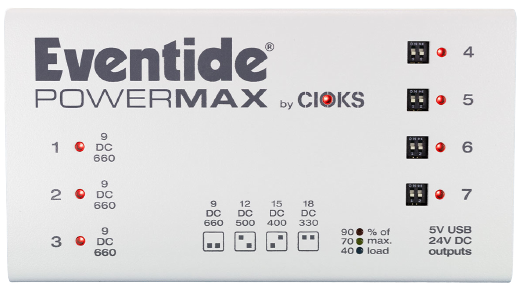 Eventide®
POWERMAX by CIOKS
1
9
DC
660
2
9
DC
660
3
9
DC
660
4
5
6
7
9
DC
660
12
DC
500
15
DC
400
18
DC
330
90 % of
70 max.
40 load
5V USB
24V DC
outputs